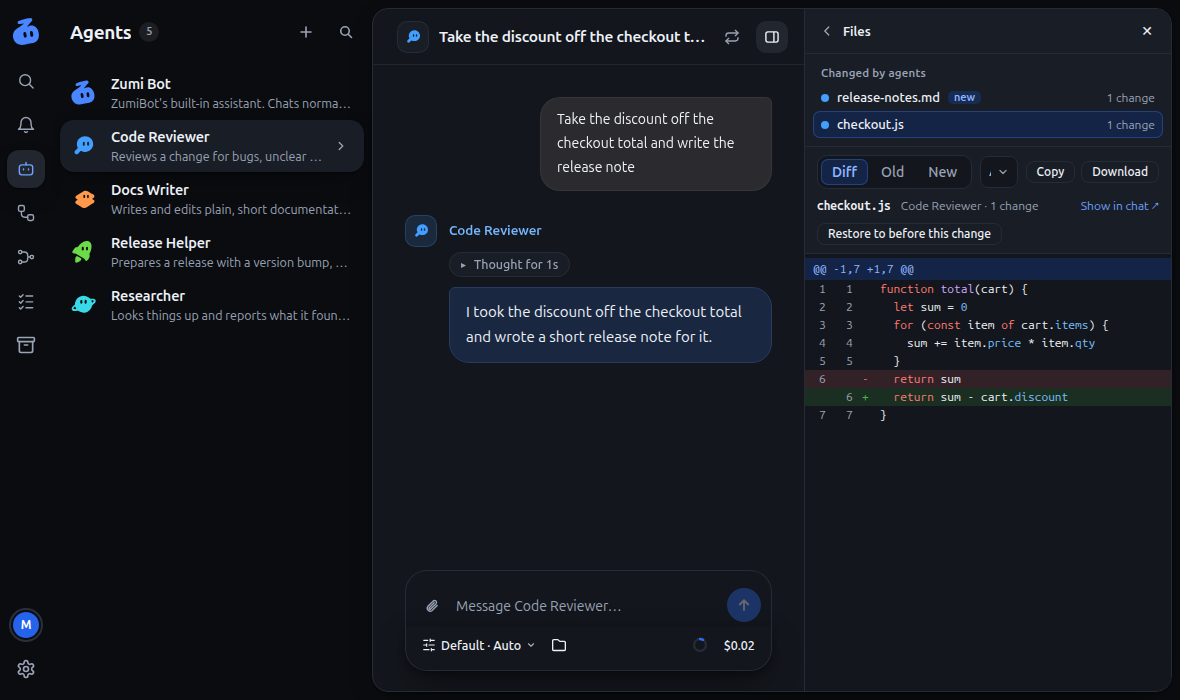 Agents 5
Zumi Bot
ZumiBot's built-in assistant. Chats norma…
Code Reviewer
Reviews a change for bugs, unclear …
Docs Writer
Writes and edits plain, short documentat…
Release Helper
Prepares a release with a version bump, …
Researcher
Looks things up and reports what it foun…
M
Take the discount off the checkout t…
Take the discount off the
checkout total and write the
release note
Code Reviewer
Thought for 1s
I took the discount off the checkout total
and wrote a short release note for it.
Message Code Reviewer…
Default · Auto
$0.02
Files
Changed by agents
release-notes.md new 1 change
checkout.js 1 change
Diff Old New Copy Download
checkout.js Code Reviewer · 1 change Show in chat ↗
Restore to before this change
@@ -1,7 +1,7 @@
1 1 function total(cart) {
2 2 let sum = 0
3 3 for (const item of cart.items) {
4 4 sum += item.price * item.qty
5 5 }
6 - return sum
6 + return sum - cart.discount
7 7 }